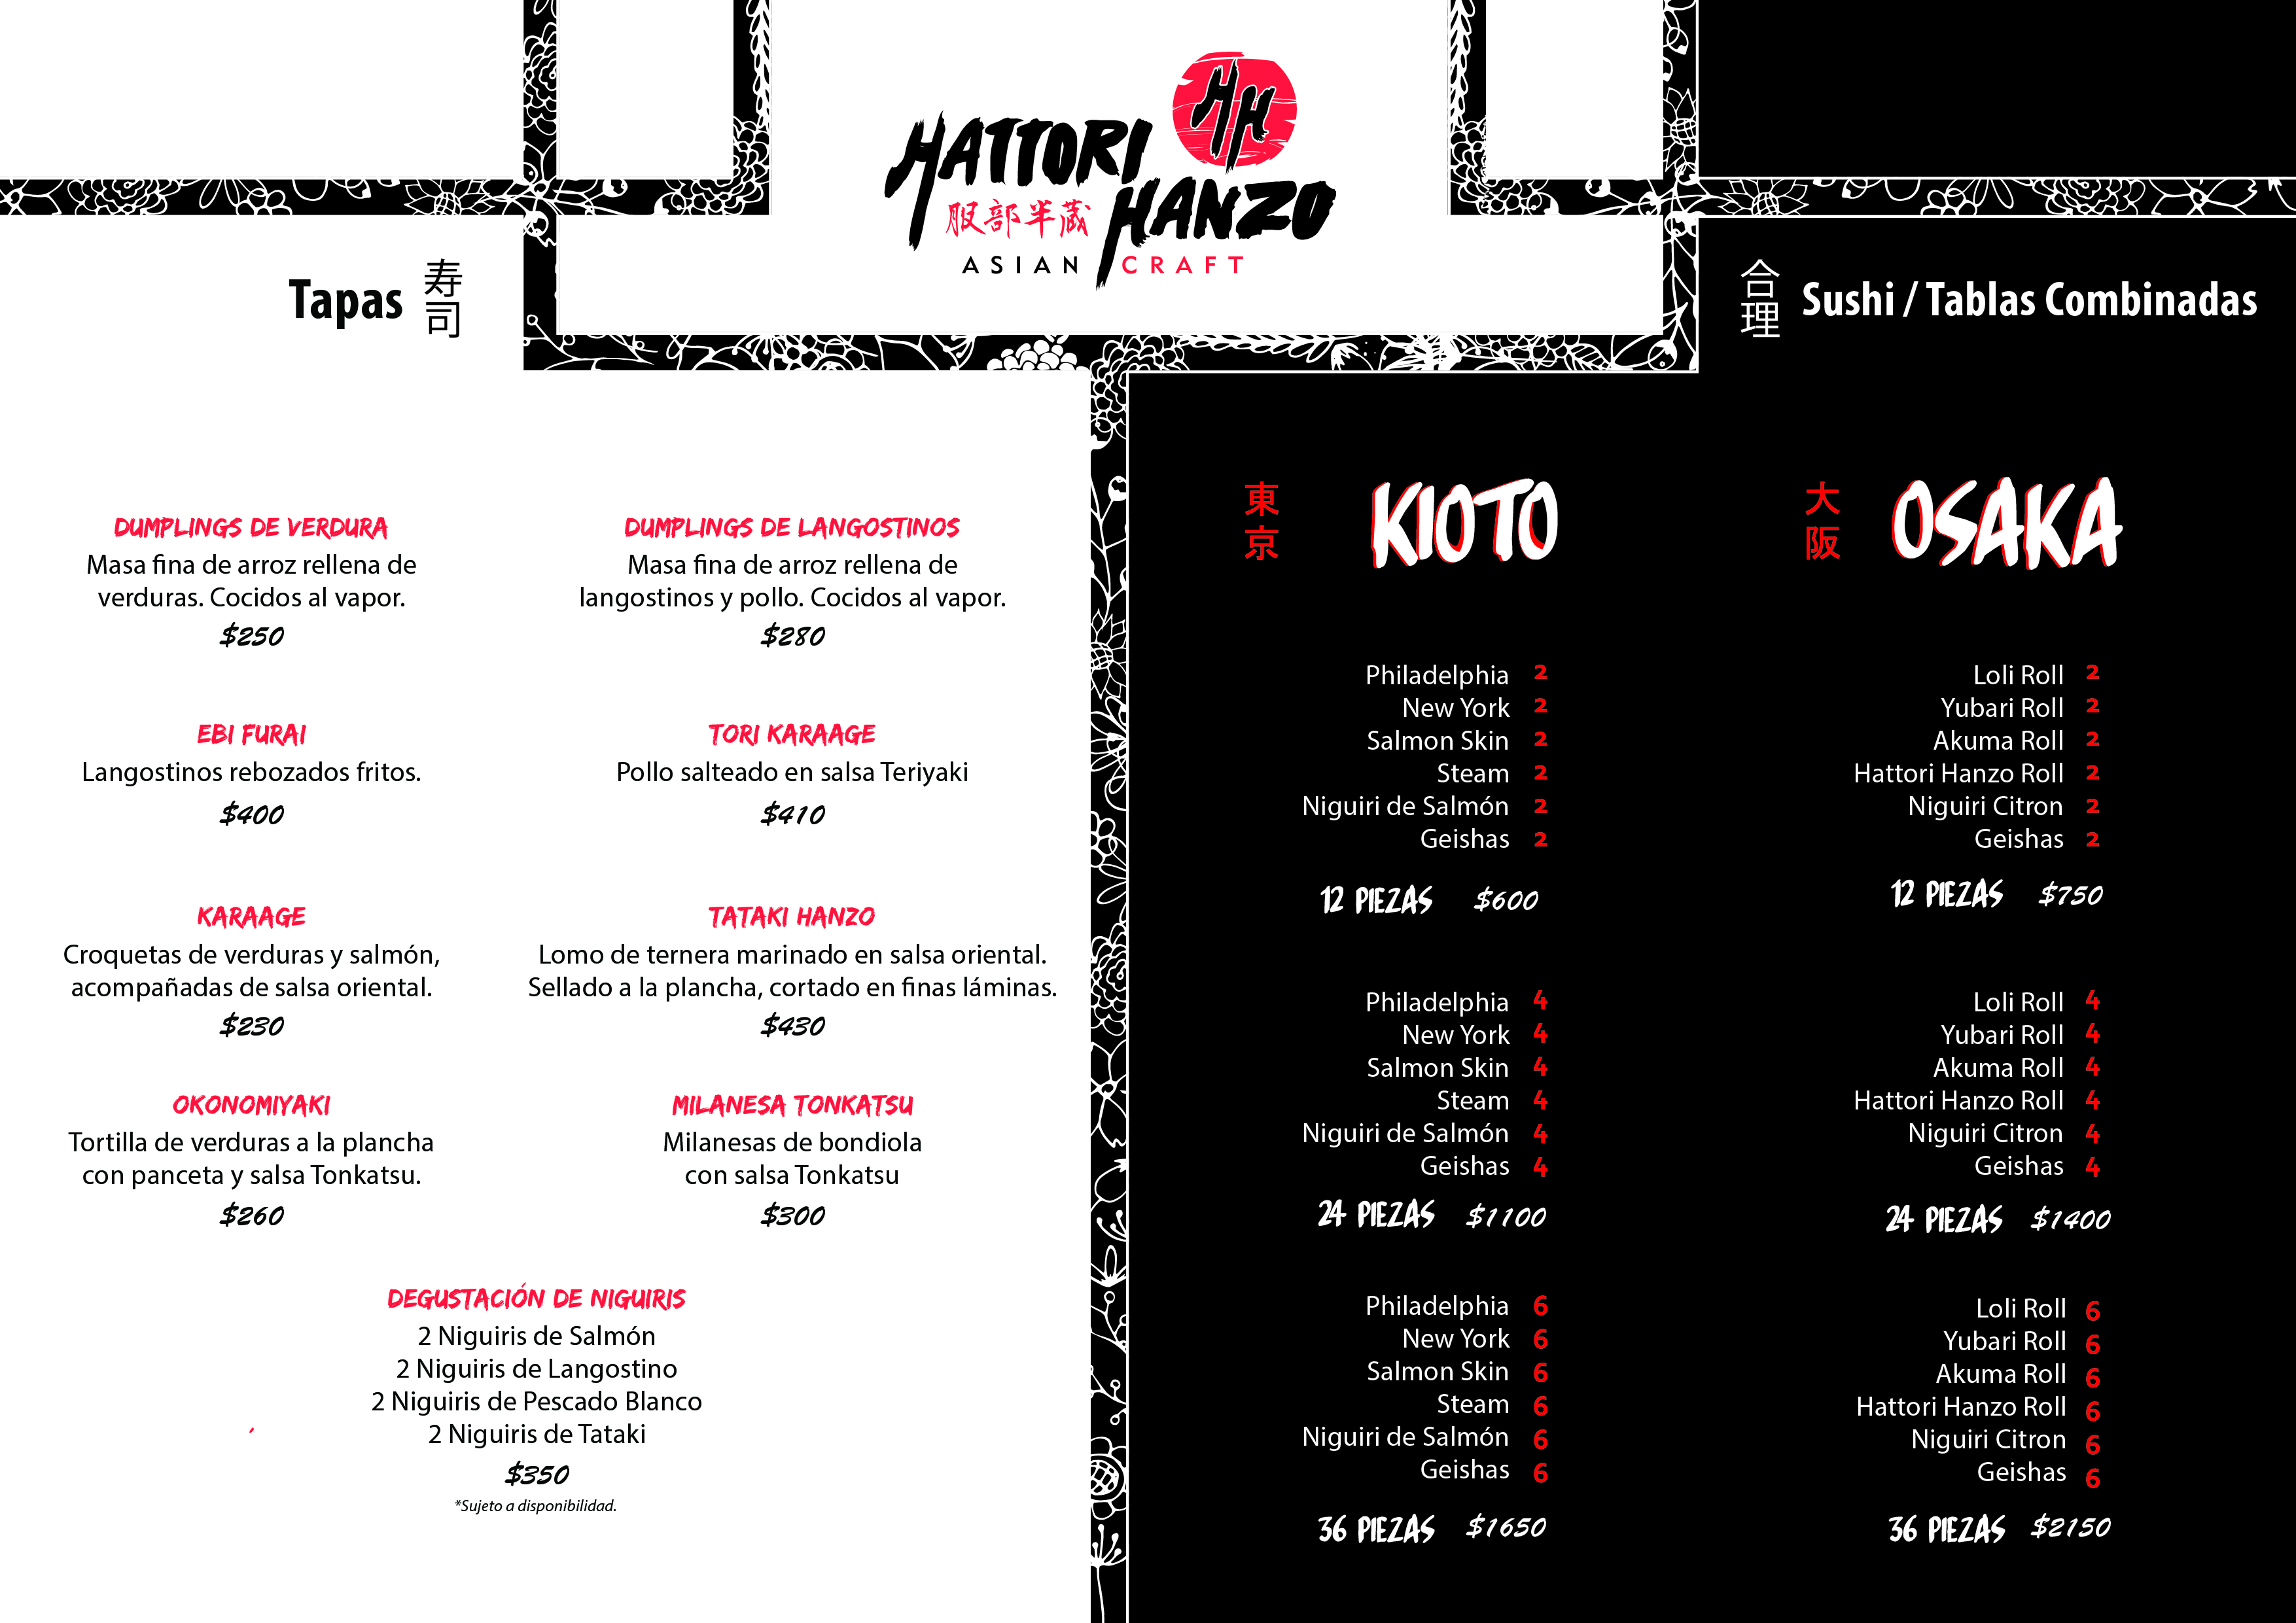 HATTORI
HH
服部半蔵
HANZO
ASIAN CRAFT
Tapas
寿司
DUMPLINGS DE VERDURA
Masa fina de arroz rellena de
verduras. Cocidos al vapor.
$250
DUMPLINGS DE LANGOSTINOS
Masa fina de arroz rellena de
langostinos y pollo. Cocidos al vapor.
$280
EBI FURAI
Langostinos rebozados fritos.
$400
TORI KARAAGE
Pollo salteado en salsa Teriyaki
$410
KARAAGE
Croquetas de verduras y salmón,
acompañadas de salsa oriental.
$230
TATAKI HANZO
Lomo de ternera marinado en salsa oriental.
Sellado a la plancha, cortado en finas láminas.
$430
OKONOMIYAKI
Tortilla de verduras a la plancha
con panceta y salsa Tonkatsu.
$260
MILANESA TONKATSU
Milanesas de bondiola
con salsa Tonkatsu
$300
DEGUSTACIÓN DE NIGUIRIS
2 Niguiris de Salmón
2 Niguiris de Langostino
2 Niguiris de Pescado Blanco
2 Niguiris de Tataki
$350
*Sujeto a disponibilidad.
合理
Sushi / Tablas Combinadas
東京
KIOTO
Philadelphia 2
New York 2
Salmon Skin 2
Steam 2
Niguiri de Salmón 2
Geishas 2
12 PIEZAS $600
Philadelphia 4
New York 4
Salmon Skin 4
Steam 4
Niguiri de Salmón 4
Geishas 4
24 PIEZAS $1100
Philadelphia 6
New York 6
Salmon Skin 6
Steam 6
Niguiri de Salmón 6
Geishas 6
36 PIEZAS $1650
大阪
OSAKA
Loli Roll 2
Yubari Roll 2
Akuma Roll 2
Hattori Hanzo Roll 2
Niguiri Citron 2
Geishas 2
12 PIEZAS $750
Loli Roll 4
Yubari Roll 4
Akuma Roll 4
Hattori Hanzo Roll 4
Niguiri Citron 4
Geishas 4
24 PIEZAS $1400
Loli Roll 6
Yubari Roll 6
Akuma Roll 6
Hattori Hanzo Roll 6
Niguiri Citron 6
Geishas 6
36 PIEZAS $2150